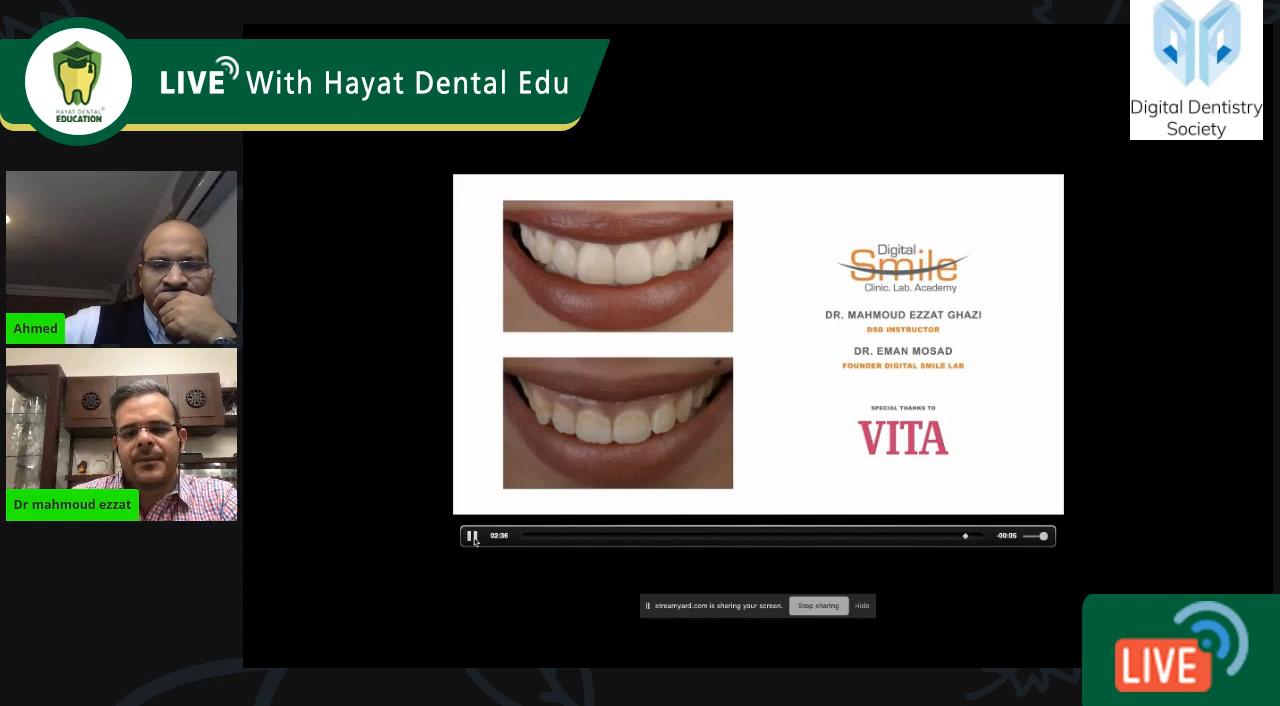 LIVE With Hayat Dental Edu
HAYAT DENTAL®
EDUCATION
Digital Dentistry
Society
Ahmed
Dr mahmoud ezzat
Digital
Smile
Clinic. Lab. Academy
DR. MAHMOUD EZZAT GHAZI
DSD INSTRUCTOR
DR. EMAN MOSAD
FOUNDER DIGITAL SMILE LAB
SPECIAL THANKS TO
VITA
02:36
-00:05
streamyard.com is sharing your screen.
Stop sharing
Hide
LIVE